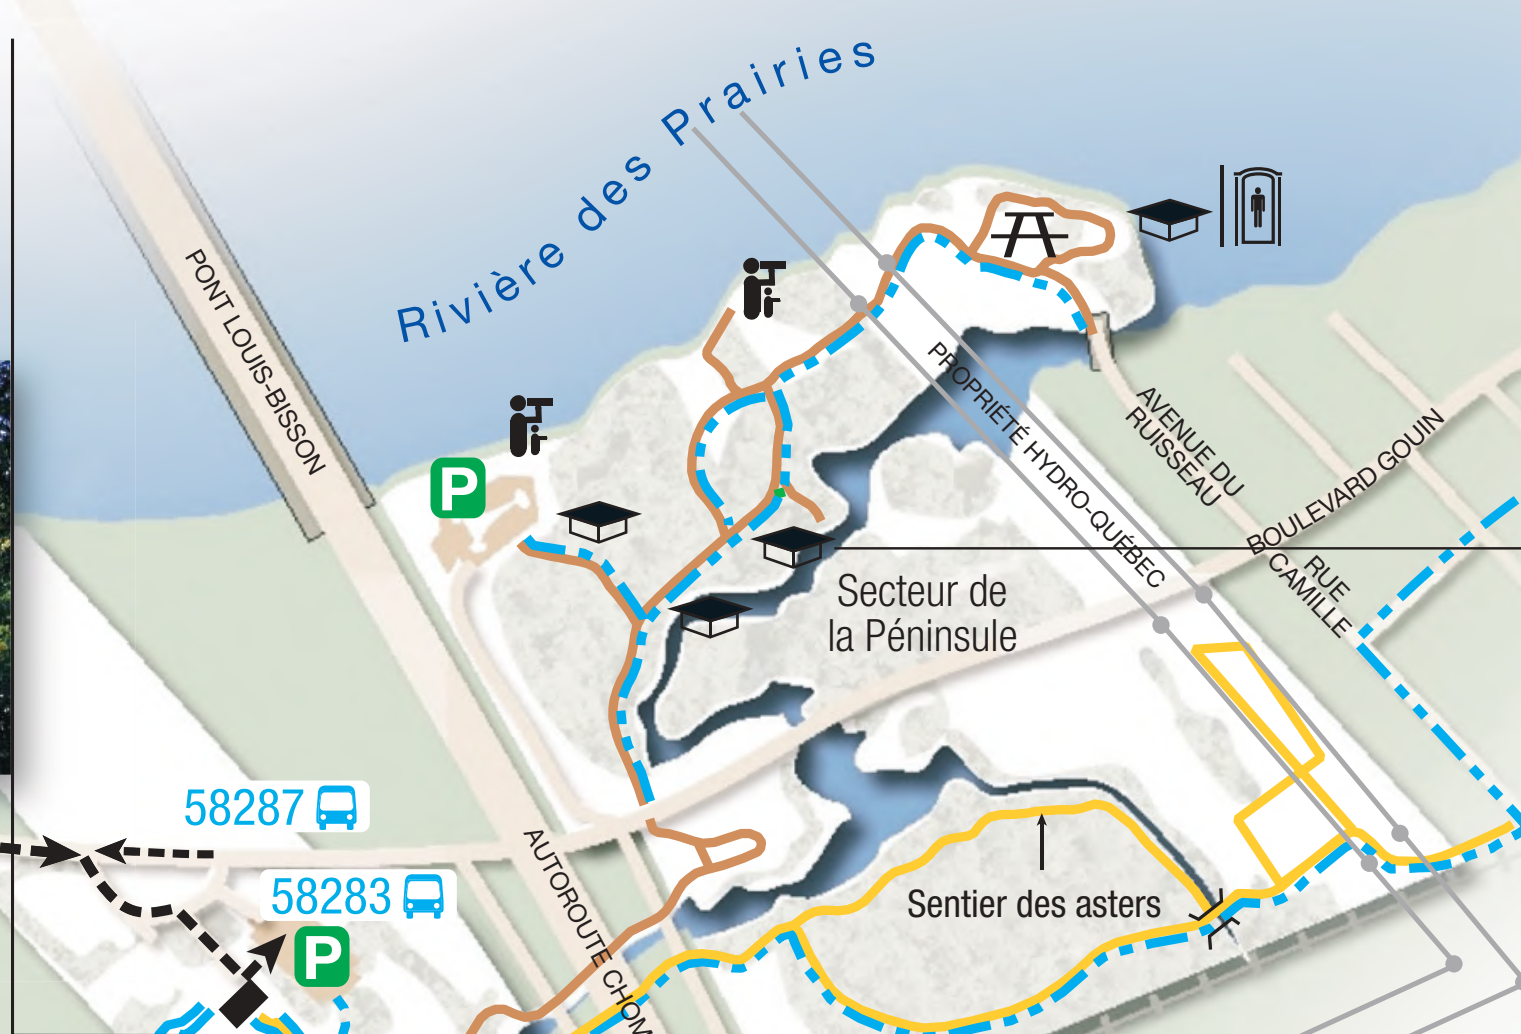 Rivière des Prairies
PONT LOUIS-BISSON
P
PROPRIÉTÉ HYDRO-QUÉBEC
AVENUE DU
RUISSEAU
BOULEVARD GOUIN
RUE
CAMILLE
Secteur de
la Péninsule
58287
58283
P
AUTOROUTE CHOM
Sentier des asters